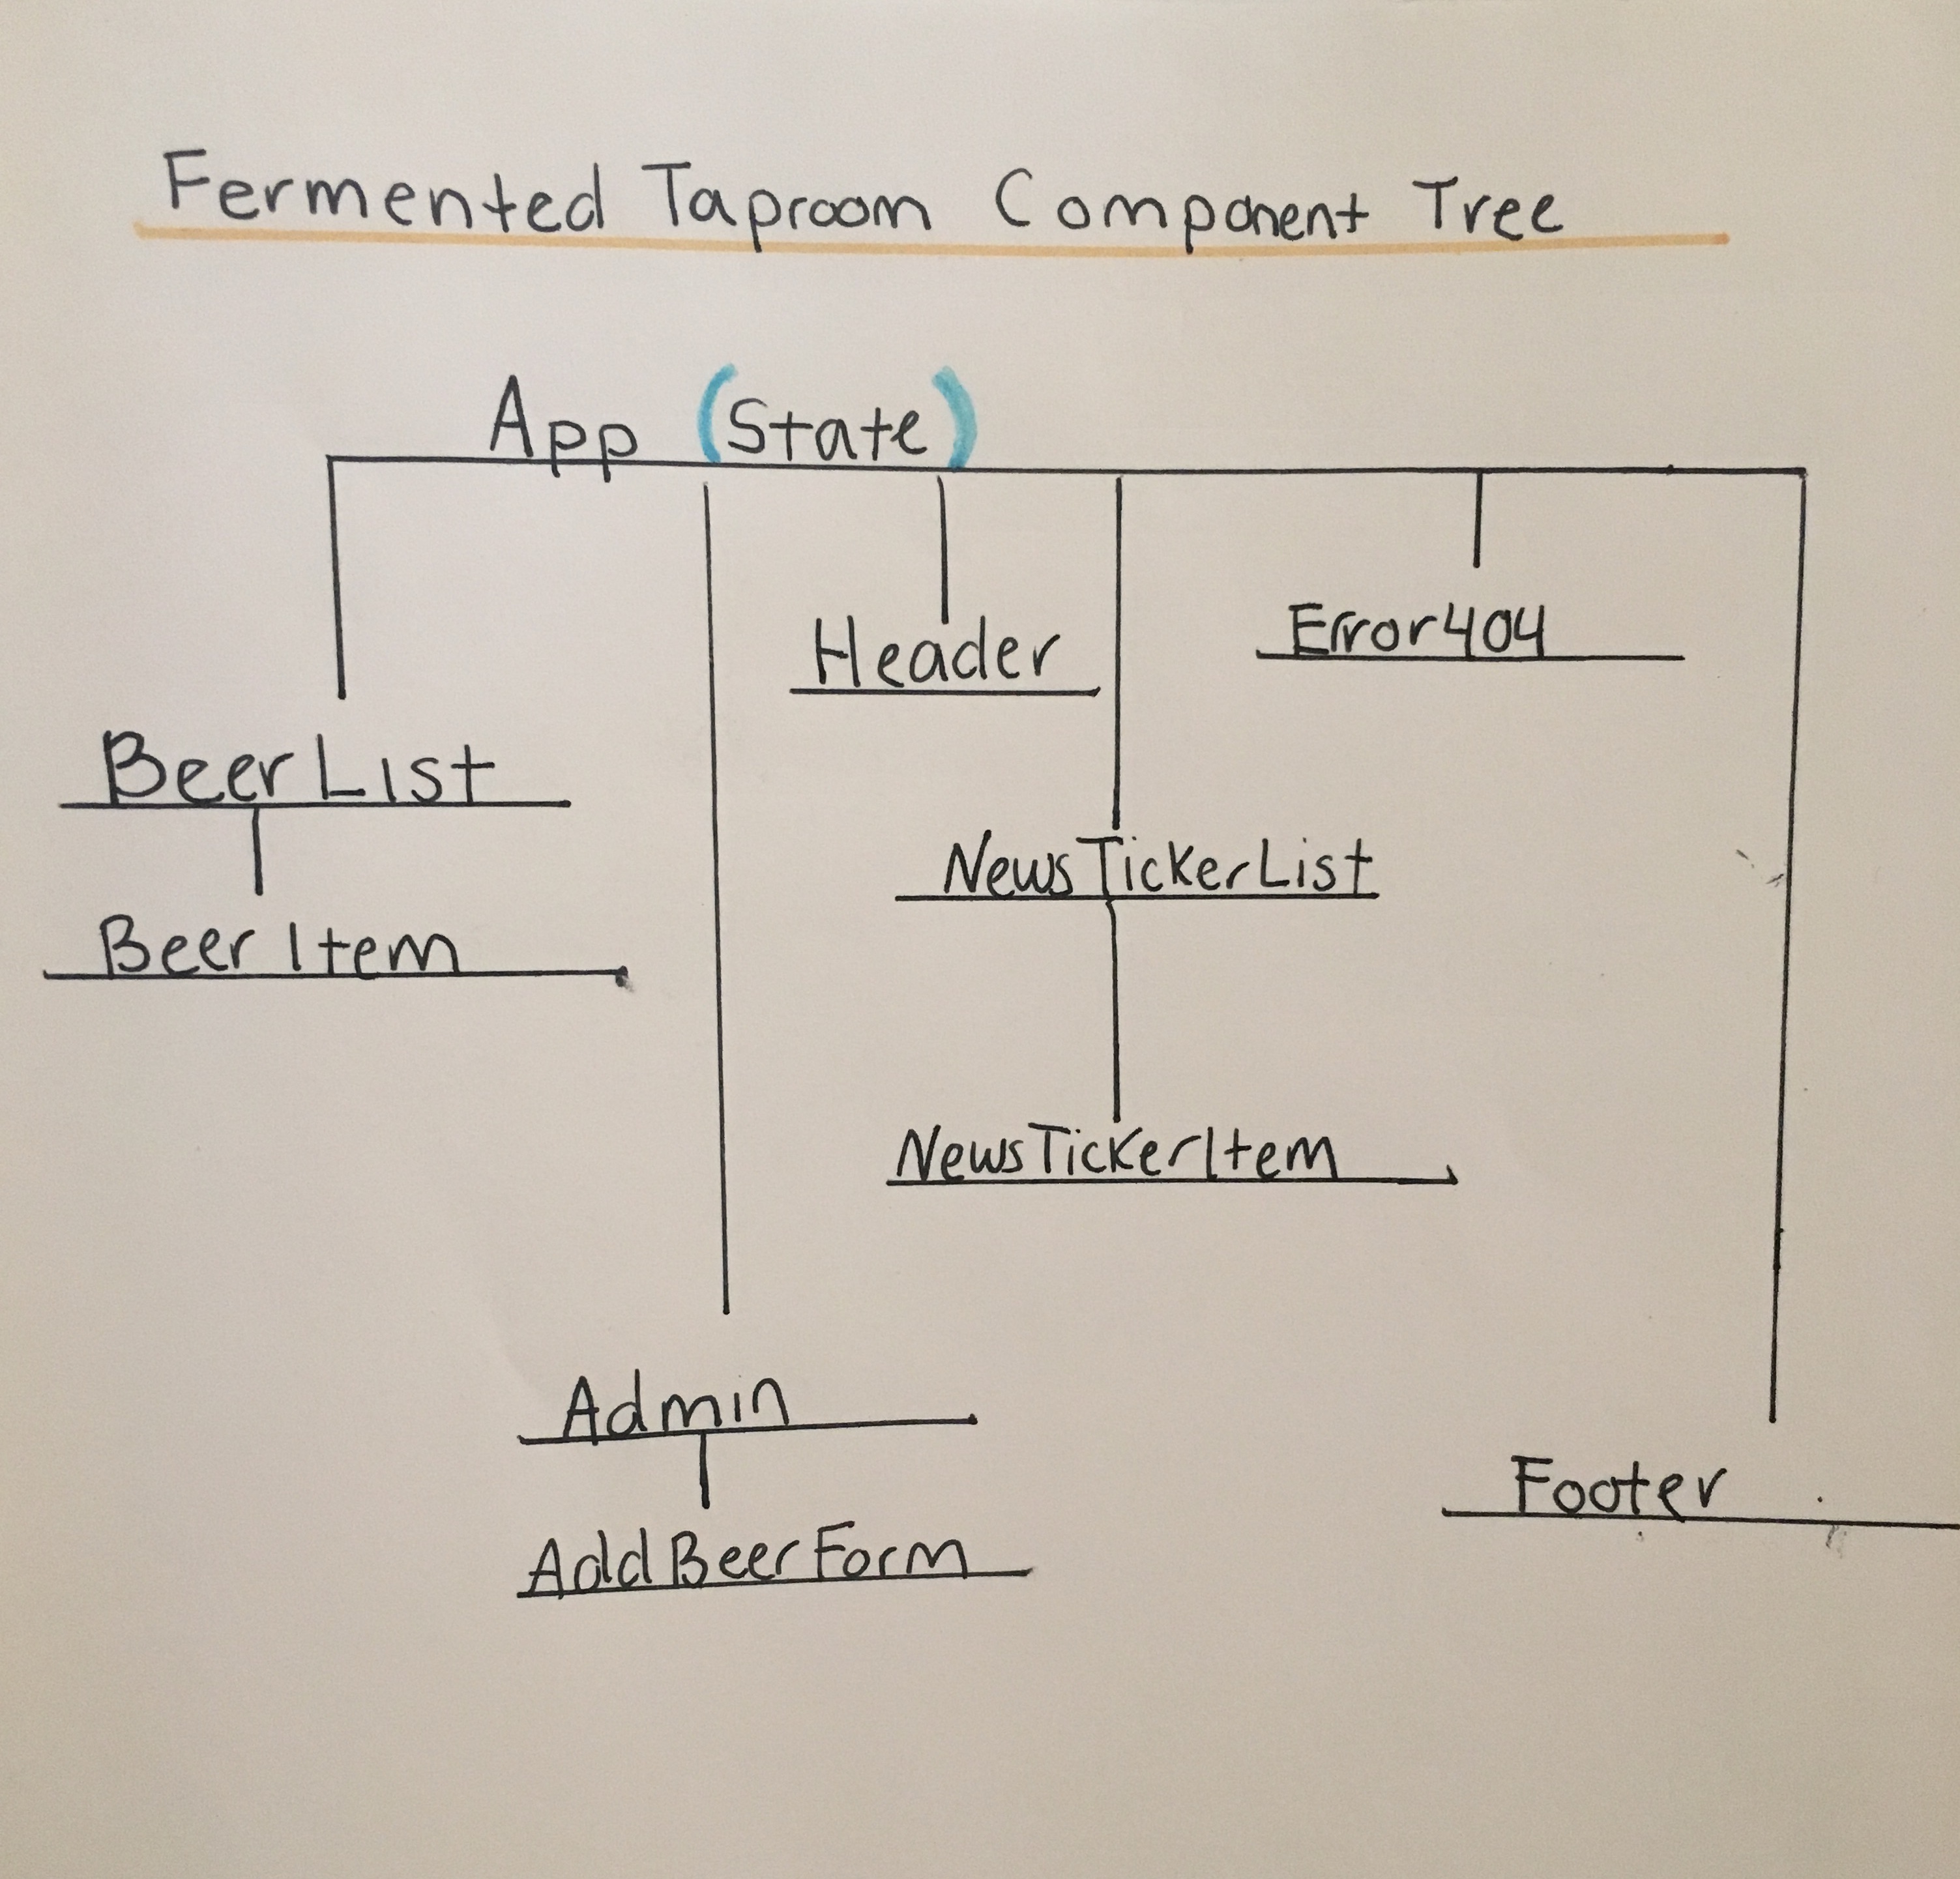 Fermented Taproom Component Tree
App (State)
Header
Error404
BeerList
NewsTickerList
BeerItem
NewsTickerItem
Admin
Footer
AddBeerForm